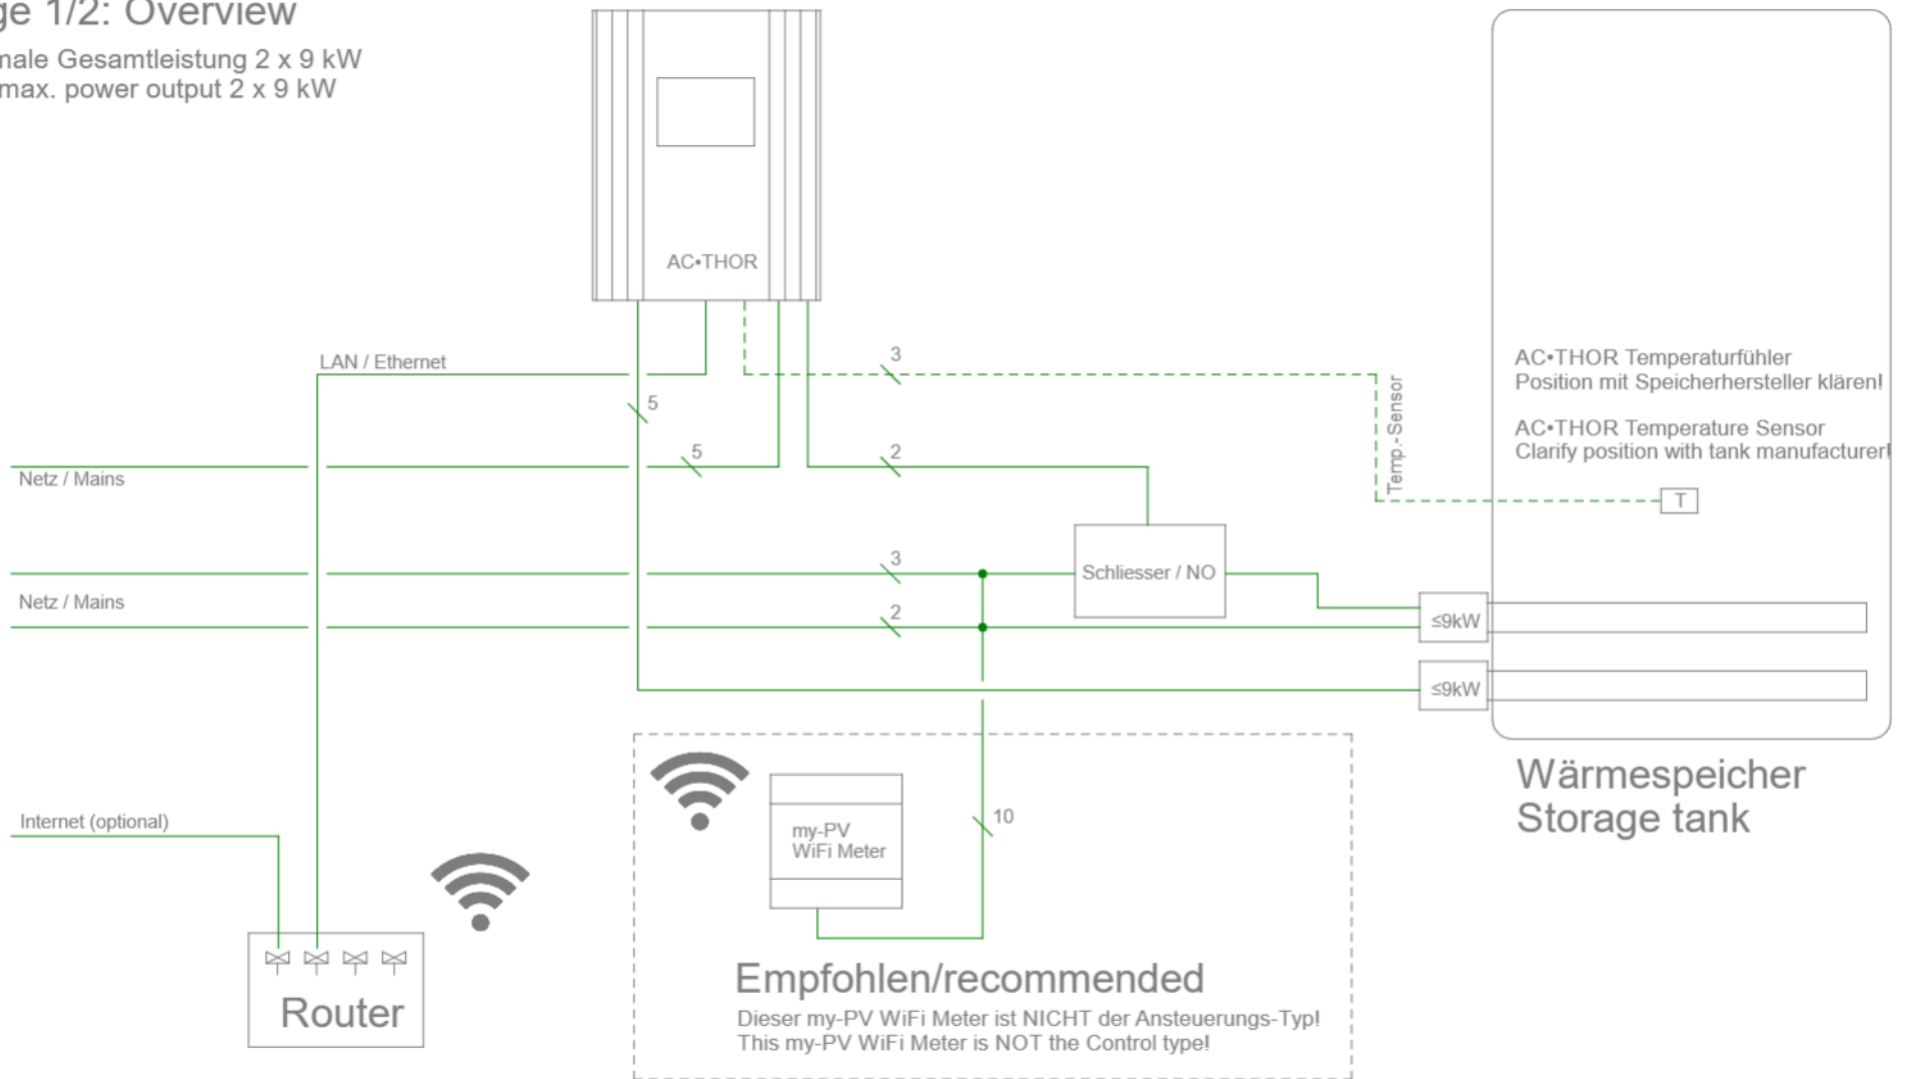 ge 1/2: Overview
male Gesamtleistung 2 x 9 kW
max. power output 2 x 9 kW
AC•THOR
LAN / Ethernet
3
5
5
2
Temp.-Sensor
Netz / Mains
AC•THOR Temperaturfühler
Position mit Speicherhersteller klären!
AC•THOR Temperature Sensor
Clarify position with tank manufacturer!
T
3
Schliesser / NO
Netz / Mains
2
≤9kW
≤9kW
Wärmespeicher
Storage tank
Internet (optional)
my-PV
WiFi Meter
10
Router
Empfohlen/recommended
Dieser my-PV WiFi Meter ist NICHT der Ansteuerungs-Typ!
This my-PV WiFi Meter is NOT the Control type!